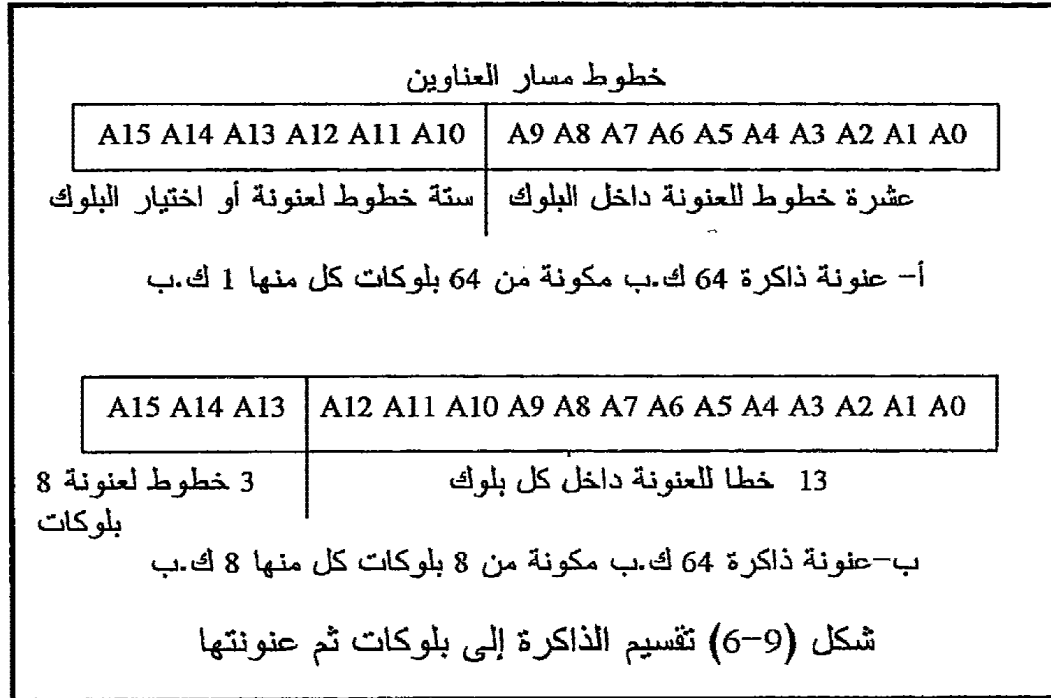 خطوط مسار العناوين
A15 A14 A13 A12 A11 A10 A9 A8 A7 A6 A5 A4 A3 A2 A1 A0
عشرة خطوط للعنونة داخل البلوك ستة خطوط لعنونة أو اختيار البلوك
أ- عنونة ذاكرة 64 ك.ب مكونة من 64 بلوكات كل منها 1 ك.ب
A15 A14 A13 A12 A11 A10 A9 A8 A7 A6 A5 A4 A3 A2 A1 A0
13 خطا للعنونة داخل كل بلوك 3 خطوط لعنونة 8
بلوكات
ب-عنونة ذاكرة 64 ك.ب مكونة من 8 بلوكات كل منها 8 ك.ب
شكل (9-6) تقسيم الذاكرة إلى بلوكات ثم عنونتها